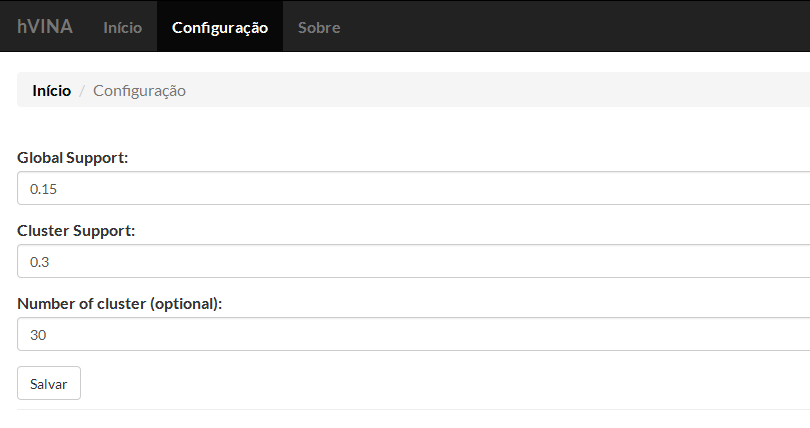 hVINA Início Configuração Sobre
Início / Configuração
Global Support:
0.15
Cluster Support:
0.3
Number of cluster (optional):
30
Salvar